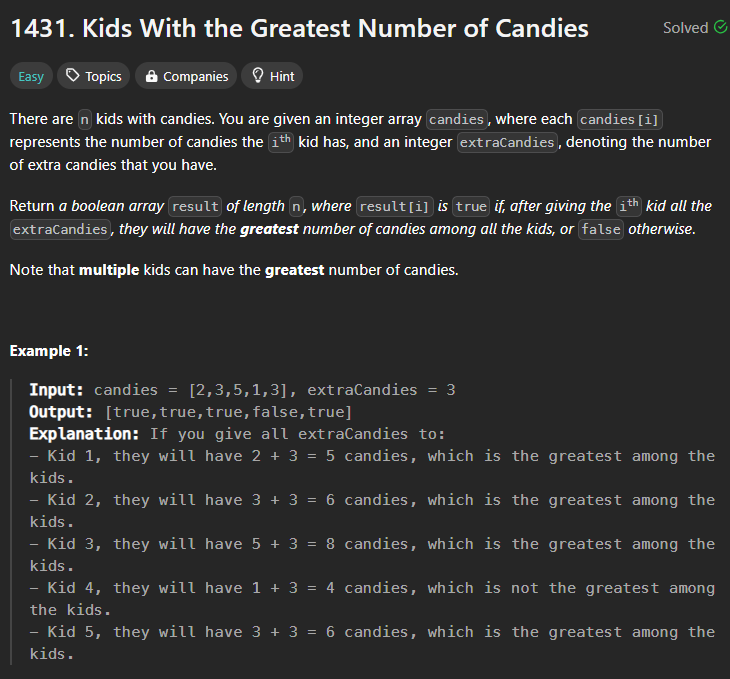 1431. Kids With the Greatest Number of Candies
Solved
Easy Topics Companies Hint
There are n kids with candies. You are given an integer array candies, where each candies[i]
represents the number of candies the ith kid has, and an integer extraCandies, denoting the number
of extra candies that you have.
Return a boolean array result of length n, where result[i] is true if, after giving the ith kid all the
extraCandies, they will have the greatest number of candies among all the kids, or false otherwise.
Note that multiple kids can have the greatest number of candies.
Example 1:
Input: candies = [2,3,5,1,3], extraCandies = 3
Output: [true,true,true,false,true]
Explanation: If you give all extraCandies to:
- Kid 1, they will have 2 + 3 = 5 candies, which is the greatest among the
kids.
- Kid 2, they will have 3 + 3 = 6 candies, which is the greatest among the
kids.
- Kid 3, they will have 5 + 3 = 8 candies, which is the greatest among the
kids.
- Kid 4, they will have 1 + 3 = 4 candies, which is not the greatest among
the kids.
- Kid 5, they will have 3 + 3 = 6 candies, which is the greatest among the
kids.